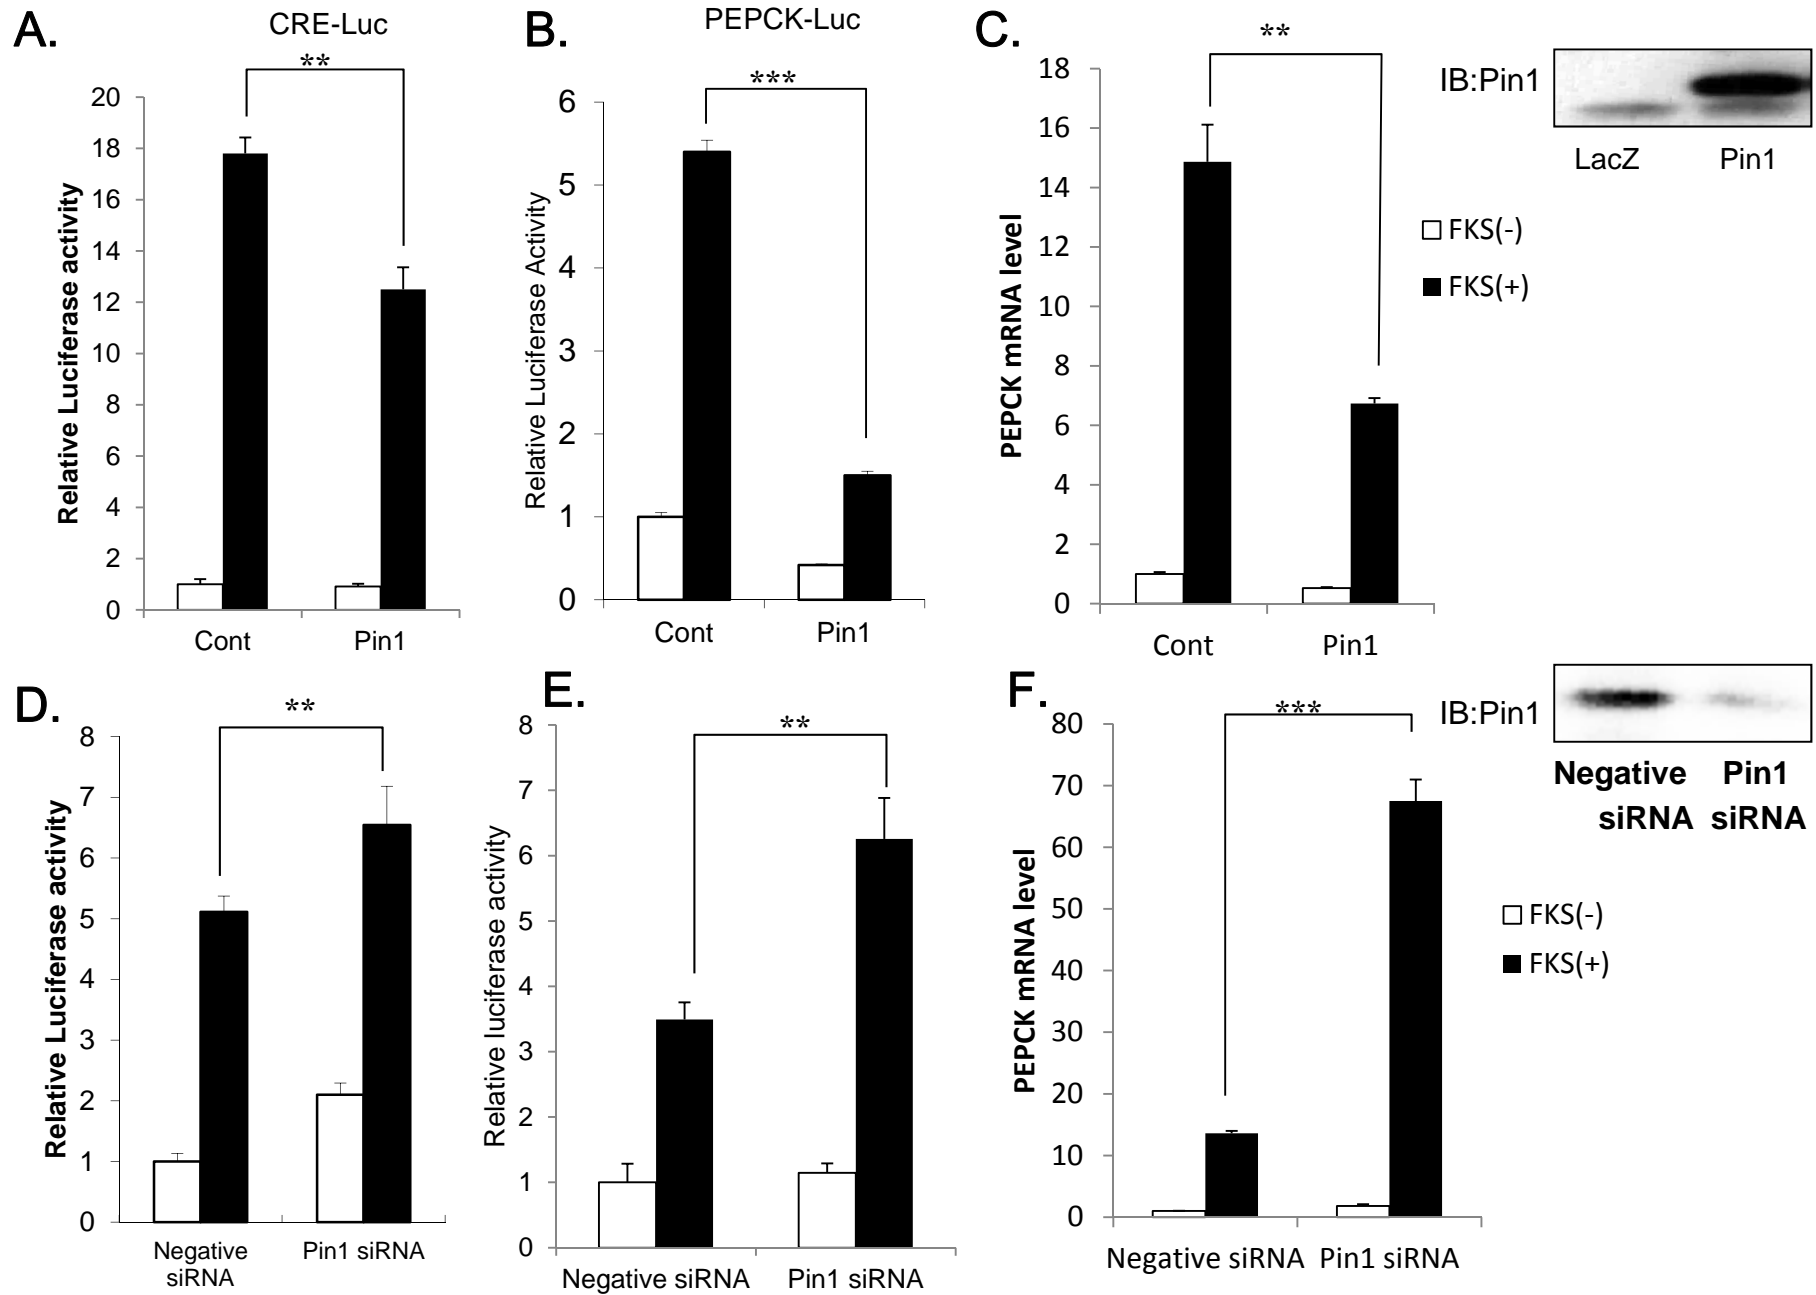 A.
CRE-Luc
**
Relative Luciferase activity
20
18
16
14
12
10
8
6
4
2
0
Cont
Pin1
B.
PEPCK-Luc
***
Relative Luciferase Activity
6
5
4
3
2
1
0
Cont
Pin1
C.
**
PEPCK mRNA level
18
16
14
12
10
8
6
4
2
0
Cont
Pin1
IB:Pin1
LacZ
Pin1
FKS(-)
FKS(+)
D.
**
Relative Luciferase activity
8
7
6
5
4
3
2
1
0
Negative
siRNA
Pin1 siRNA
E.
**
Relative luciferase activity
8
7
6
5
4
3
2
1
0
Negative siRNA
Pin1 siRNA
F.
***
PEPCK mRNA level
80
70
60
50
40
30
20
10
0
Negative siRNA
Pin1 siRNA
IB:Pin1
Negative
siRNA
Pin1
siRNA
FKS(-)
FKS(+)